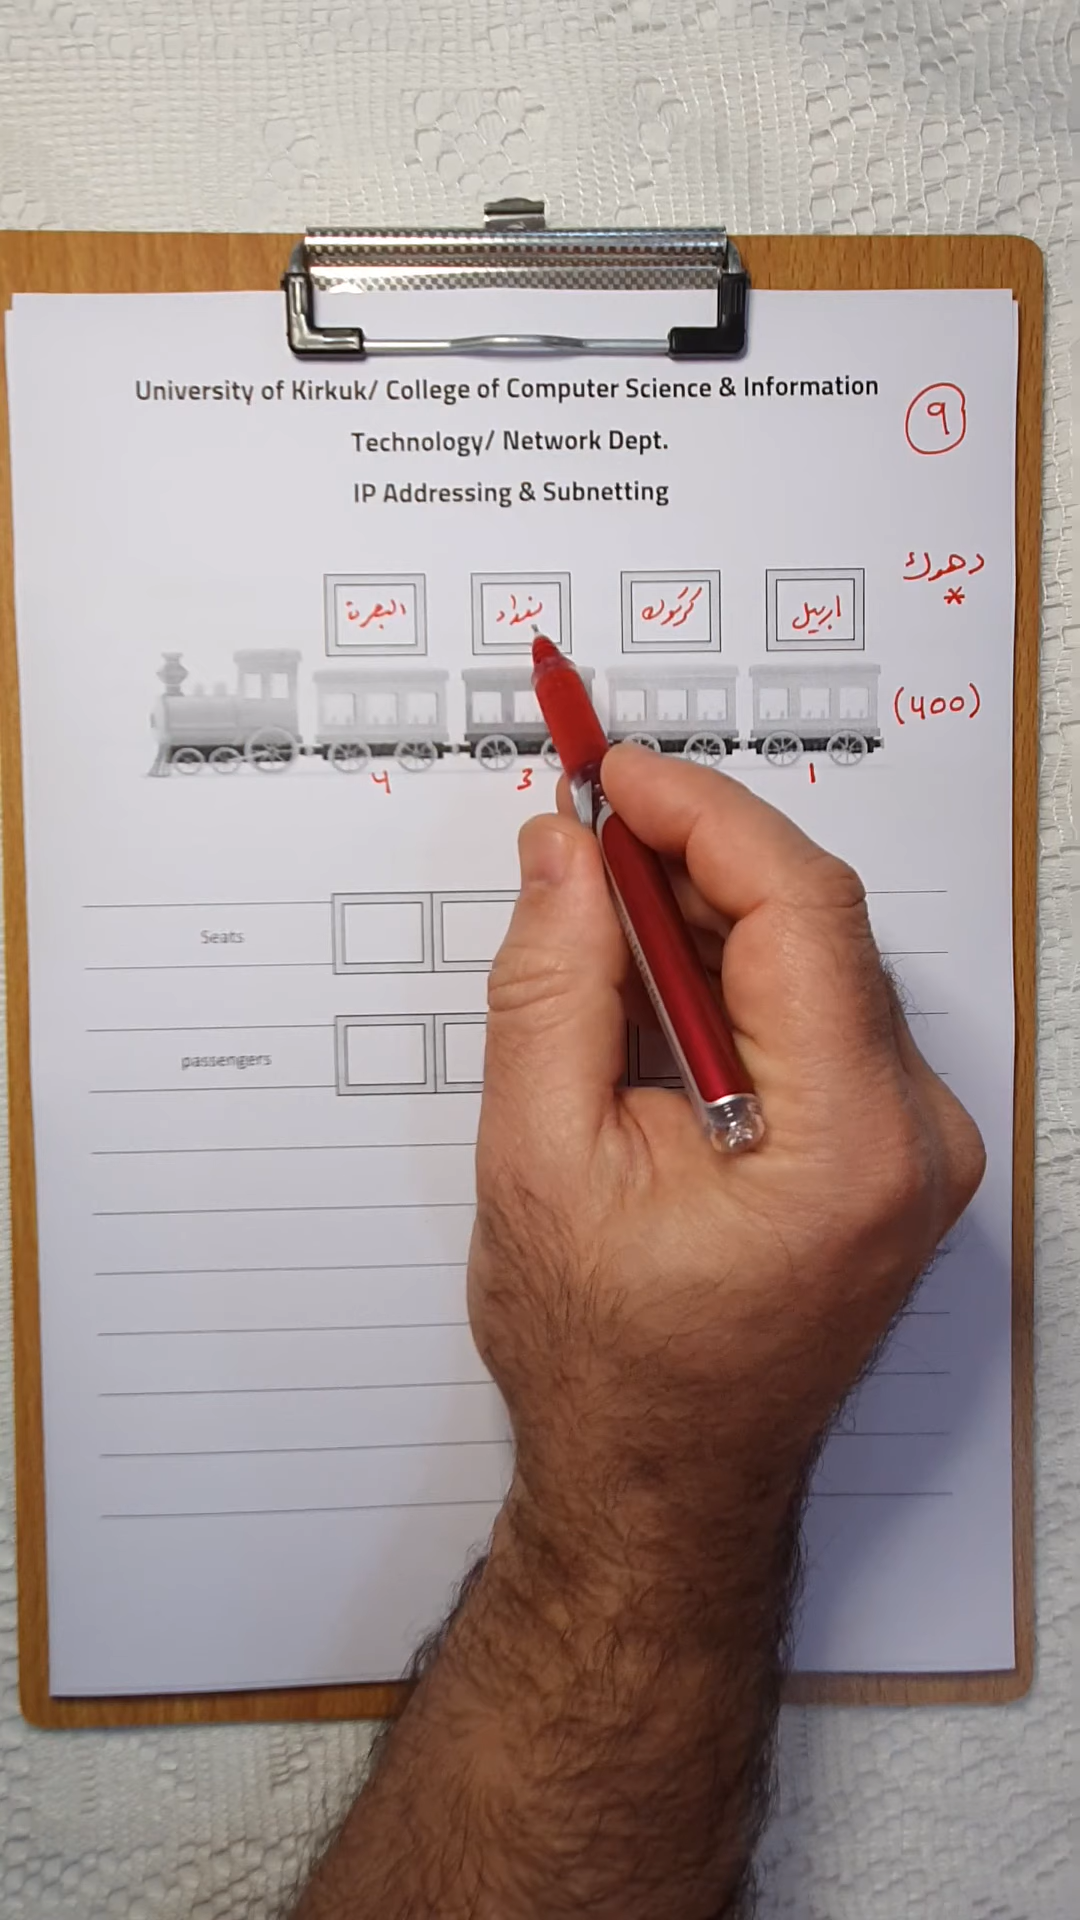 University of Kirkuk/ College of Computer Science & Information
Technology/ Network Dept.
IP Addressing & Subnetting
9
دهوك
*
البصرة بغداد كركوك اربيل
(400)
4 3 1
Seats
passengers